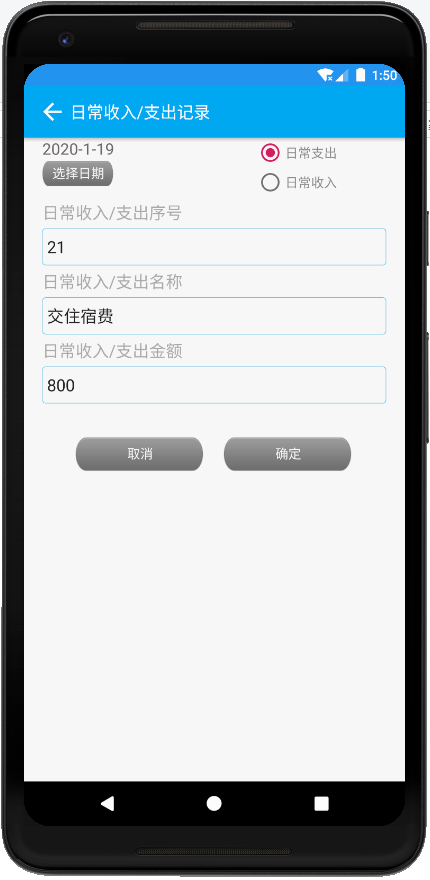 1:50
日常收入/支出记录
2020-1-19
选择日期
日常支出
日常收入
日常收入/支出序号
21
日常收入/支出名称
交住宿费
日常收入/支出金额
800
取消
确定